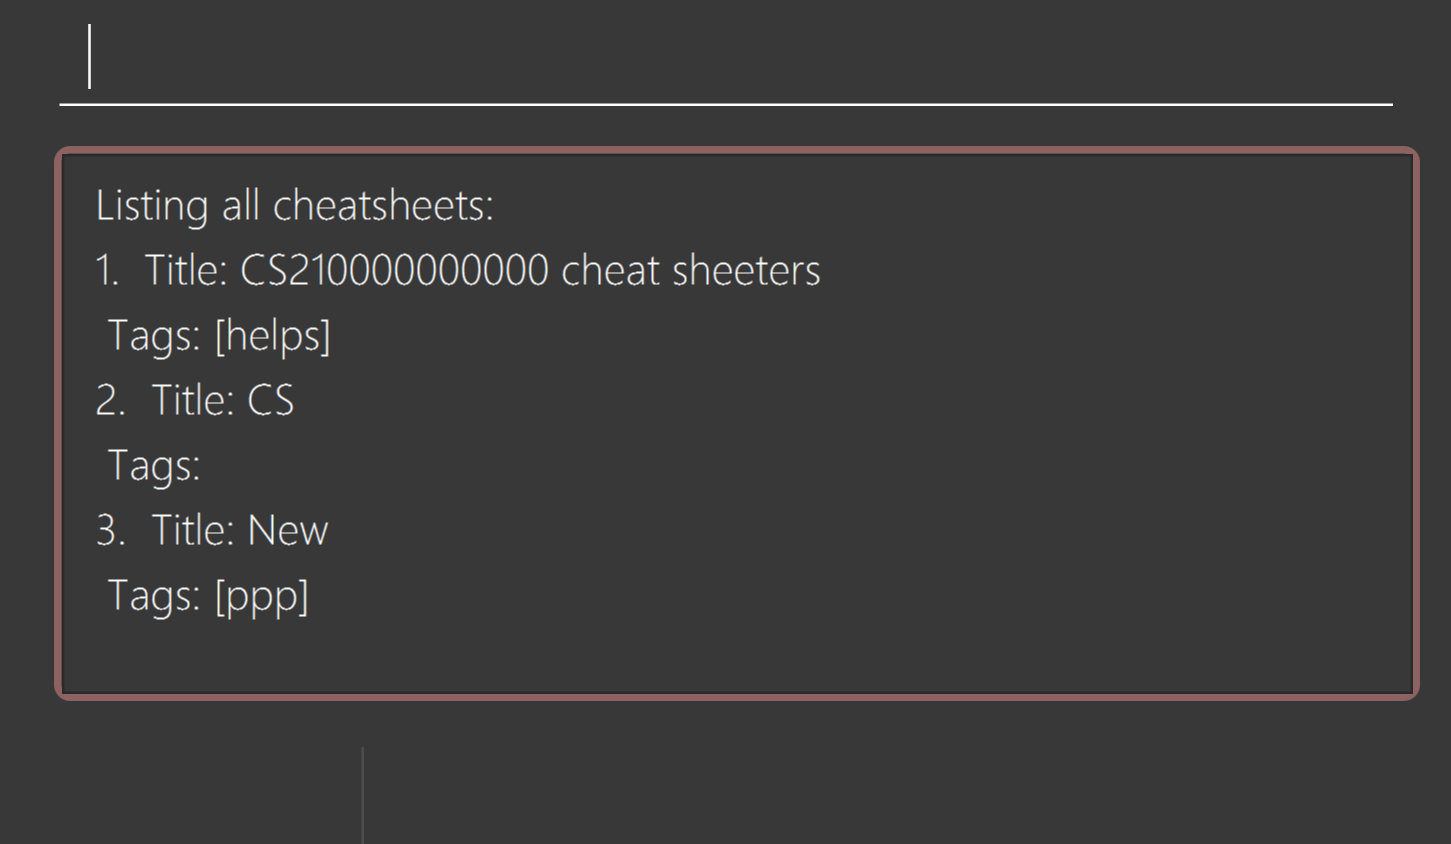 Listing all cheatsheets:
1.  Title: CS210000000000 cheat sheeters
Tags: [helps]
2.  Title: CS
Tags:
3.  Title: New
Tags: [ppp]